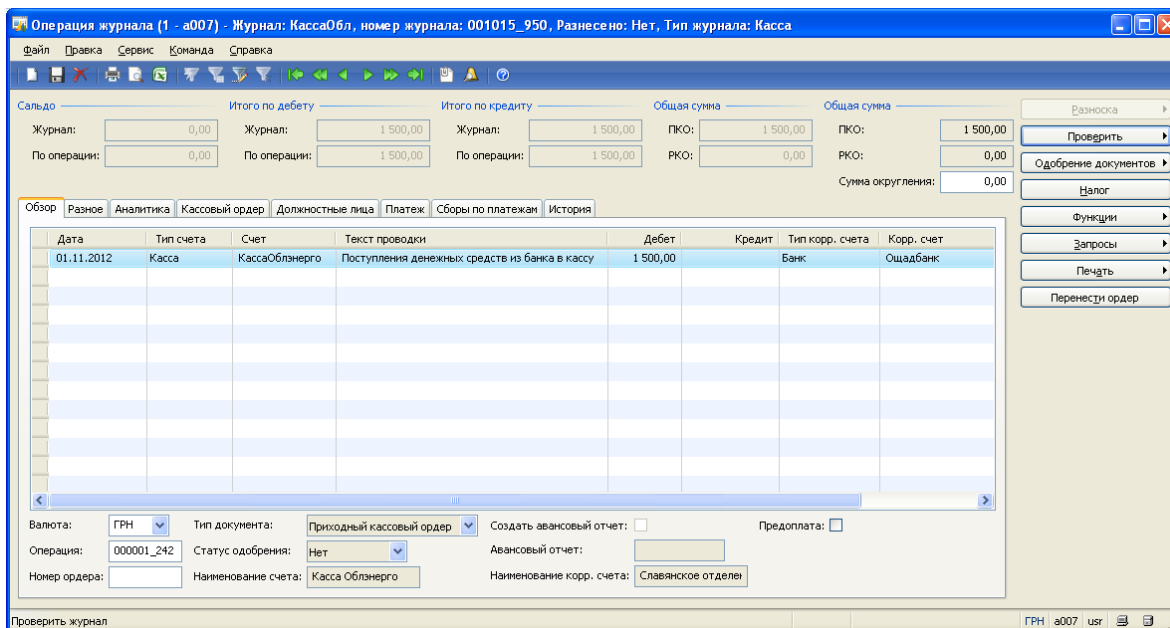 Операция журнала (1 - a007) - Журнал: КассаОбл, номер журнала: 001015_950, Разнесено: Нет, Тип журнала: Касса
Файл Правка Сервис Команда Справка
Сальдо Итого по дебету Итого по кредиту Общая сумма Общая сумма
Журнал: 0,00 Журнал: 1 500,00 Журнал: 1 500,00 ПКО: 1 500,00 ПКО: 1 500,00
По операции: 0,00 По операции: 1 500,00 По операции: 1 500,00 РКО: 0,00 РКО: 0,00
Сумма округления: 0,00
Разноска
Проверить
Одобрение документов
Налог
Функции
Запросы
Печать
Перенести ордер
Обзор Разное Аналитика Кассовый ордер Должностные лица Платеж Сборы по платежам История
Дата Тип счета Счет Текст проводки Дебет Кредит Тип корр. счета Корр. счет
01.11.2012 Касса КассаОблэнерго Поступления денежных средств из банка в кассу 1 500,00 Банк Ощадбанк
Валюта: ГРН Тип документа: Приходный кассовый ордер Создать авансовый отчет: Предоплата:
Операция: 000001_242 Статус одобрения: Нет Авансовый отчет:
Номер ордера: Наименование счета: Касса Облэнерго Наименование корр. счета: Славянское отделен
Проверить журнал ГРН a007 usr